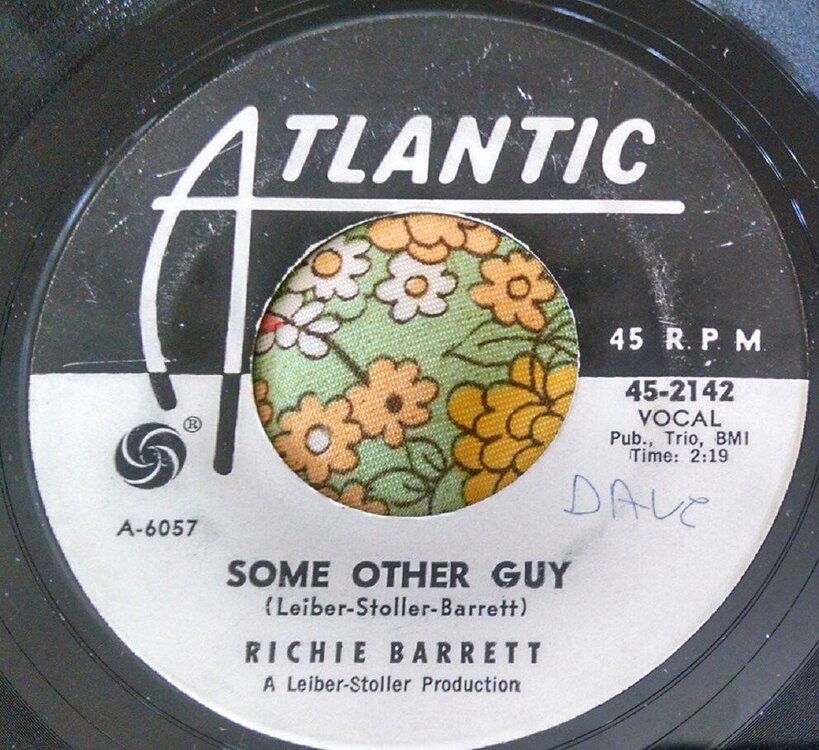 ATLANTIC
45 R P M
45-2142
VOCAL
Pub., Trio, BMI
Time: 2:19
®
DAVE
A-6057
SOME OTHER GUY
(Leiber-Stoller-Barrett)
RICHIE BARRETT
A Leiber-Stoller Production